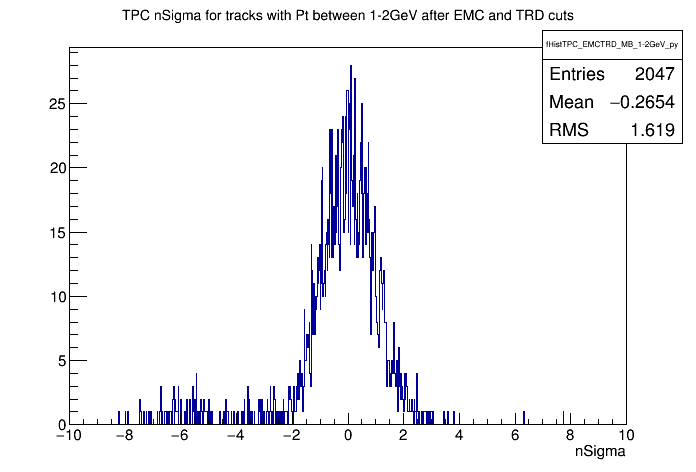 TPC nSigma for tracks with Pt between 1-2GeV after EMC and TRD cuts
fHistTPC_EMCTRD_MB_1-2GeV_py
Entries 2047
Mean −0.2654
RMS 1.619
25
20
15
10
5
0
−10 −8 −6 −4 −2 0 2 4 6 8 10
nSigma